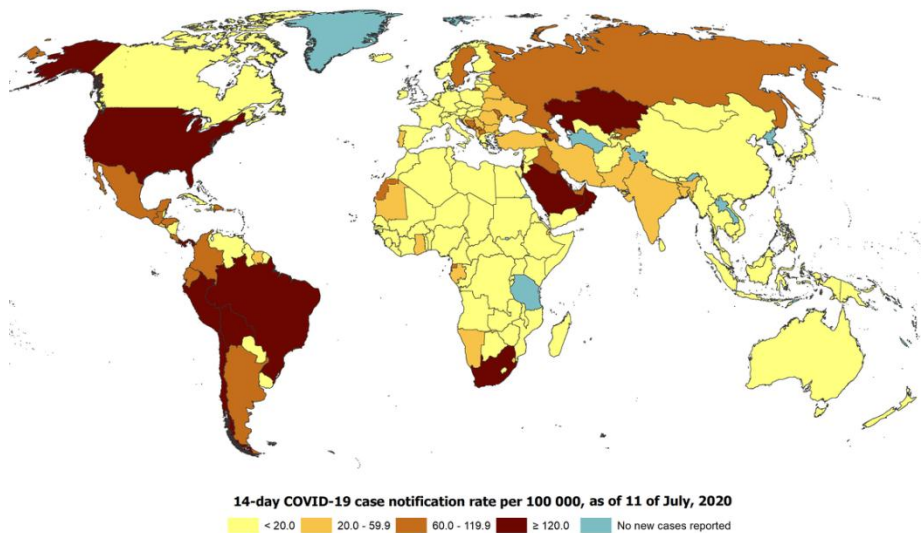 14-day COVID-19 case notification rate per 100 000, as of 11 of July, 2020
< 20.0 20.0 - 59.9 60.0 - 119.9 ≥ 120.0 No new cases reported